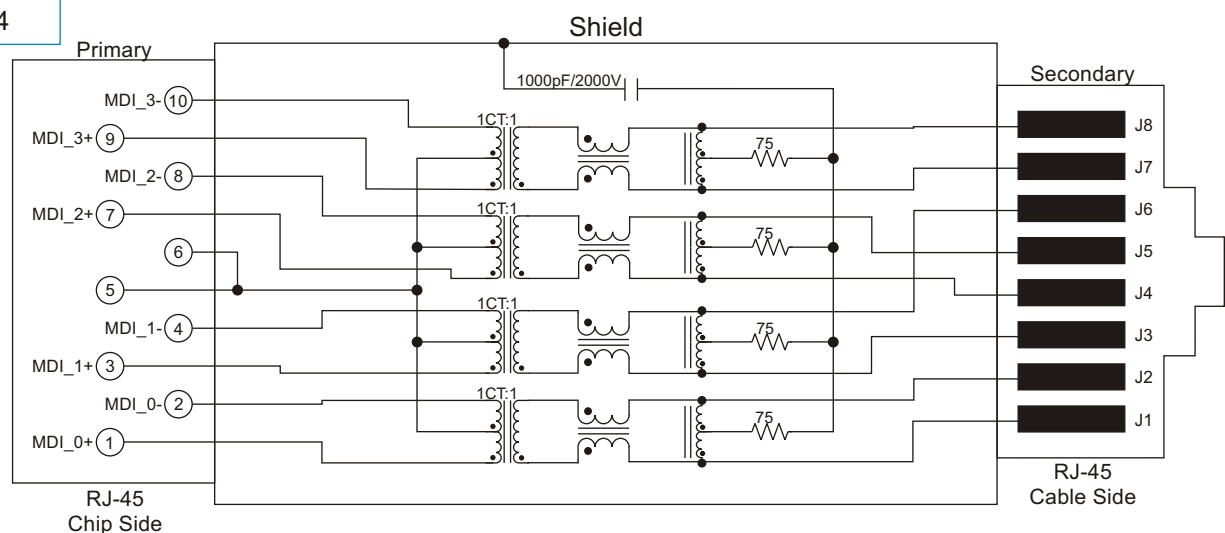 4
Shield
Primary
Secondary
1000pF/2000V
MDI_3- 10
MDI_3+ 9
MDI_2- 8
MDI_2+ 7
6
5
MDI_1- 4
MDI_1+ 3
MDI_0- 2
MDI_0+ 1
1CT:1
75
1CT:1
75
1CT:1
75
1CT:1
75
J8
J7
J6
J5
J4
J3
J2
J1
RJ-45
Chip Side
RJ-45
Cable Side